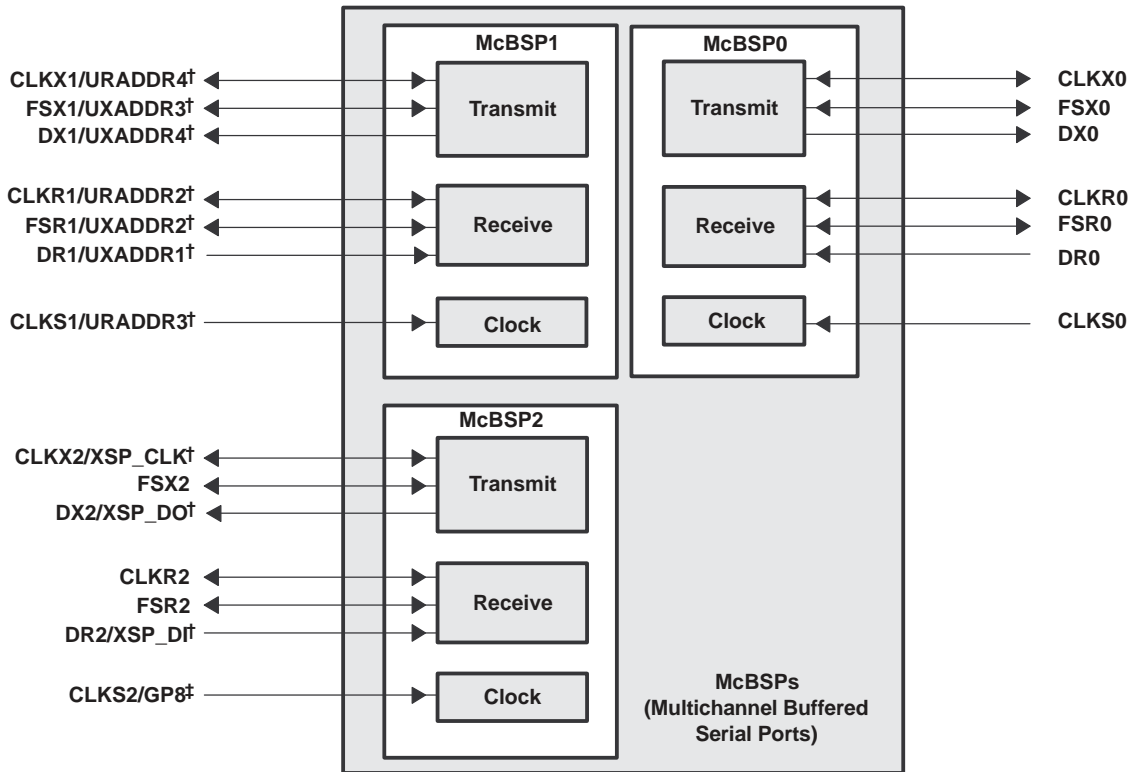 McBSP1
McBSP0
CLKX1/URADDR4†
FSX1/UXADDR3†
DX1/UXADDR4†
Transmit
Transmit
CLKX0
FSX0
DX0
CLKR1/URADDR2†
FSR1/UXADDR2†
DR1/UXADDR1†
Receive
Receive
CLKR0
FSR0
DR0
CLKS1/URADDR3†
Clock
Clock
CLKS0
McBSP2
CLKX2/XSP_CLK†
FSX2
DX2/XSP_DO†
Transmit
CLKR2
FSR2
DR2/XSP_DI†
Receive
CLKS2/GP8‡
Clock
McBSPs
(Multichannel Buffered
Serial Ports)